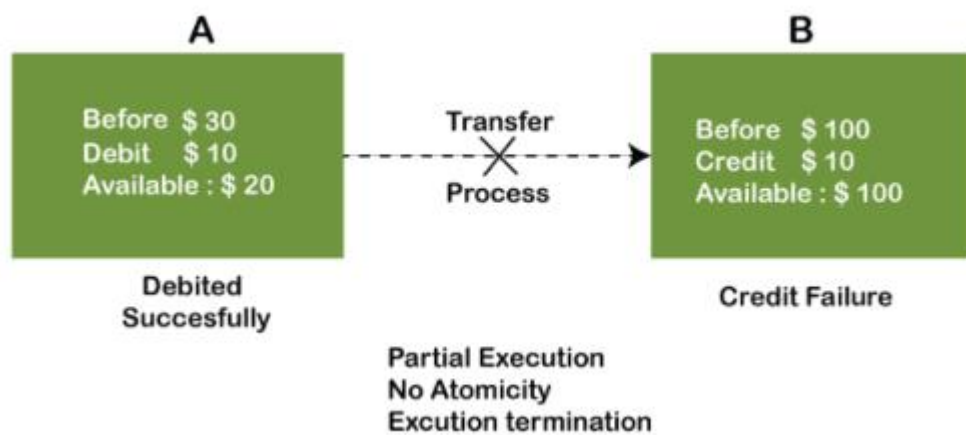 A
Before $ 30
Debit $ 10
Available : $ 20
Debited
Succesfully
Transfer
Process
B
Before $ 100
Credit $ 10
Available : $ 100
Credit Failure
Partial Execution
No Atomicity
Excution termination